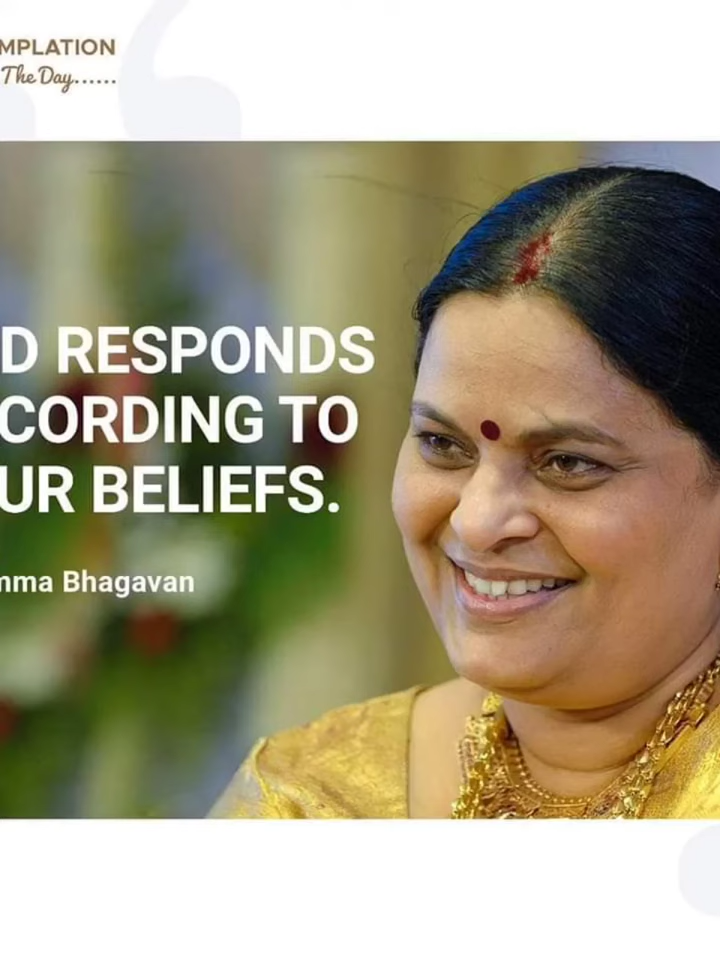 MPLATION
The Day......
D RESPONDS
CORDING TO
UR BELIEFS.
mma Bhagavan